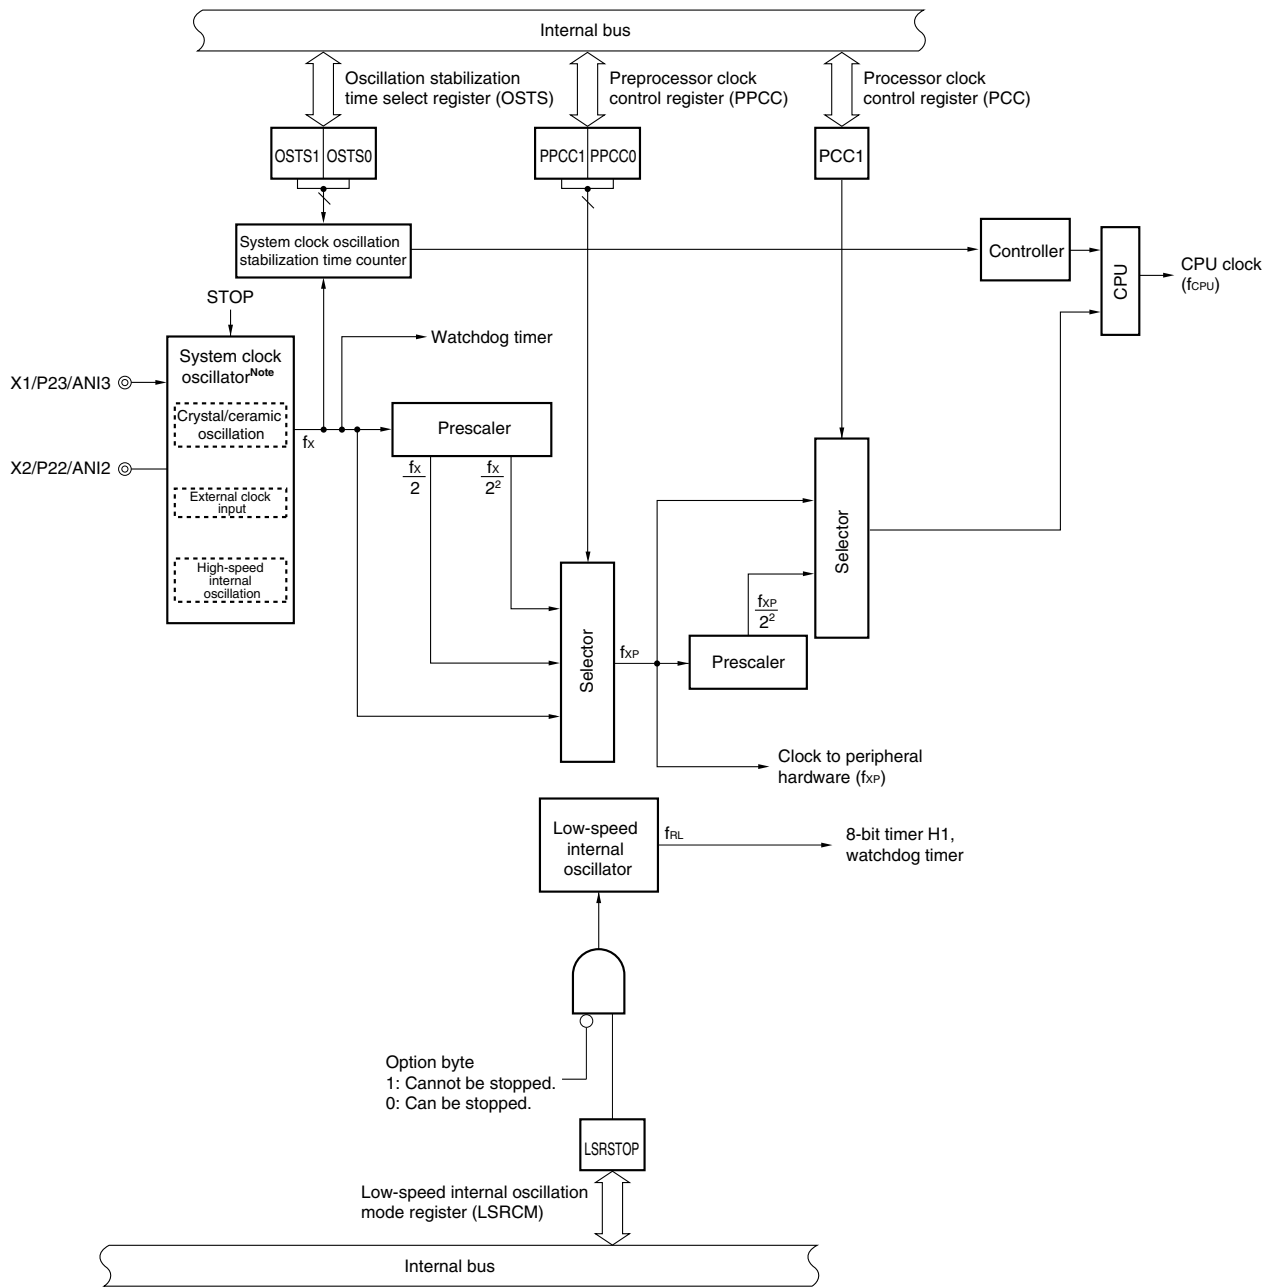 Internal bus
Oscillation stabilization
time select register (OSTS)
Preprocessor clock
control register (PPCC)
Processor clock
control register (PCC)
OSTS1 OSTS0
PPCC1 PPCC0
PCC1
System clock oscillation
stabilization time counter
Controller
CPU
CPU clock
(fCPU)
STOP
Watchdog timer
System clock
oscillatorNote
X1/P23/ANI3
Crystal/ceramic
oscillation
fX
Prescaler
X2/P22/ANI2
fX
2
fX
2²
External clock
input
High-speed
internal
oscillation
Selector
fXP
Selector
fXP
2²
Prescaler
Clock to peripheral
hardware (fXP)
Low-speed
internal
oscillator
fRL
8-bit timer H1,
watchdog timer
Option byte
1: Cannot be stopped.
0: Can be stopped.
LSRSTOP
Low-speed internal oscillation
mode register (LSRCM)
Internal bus